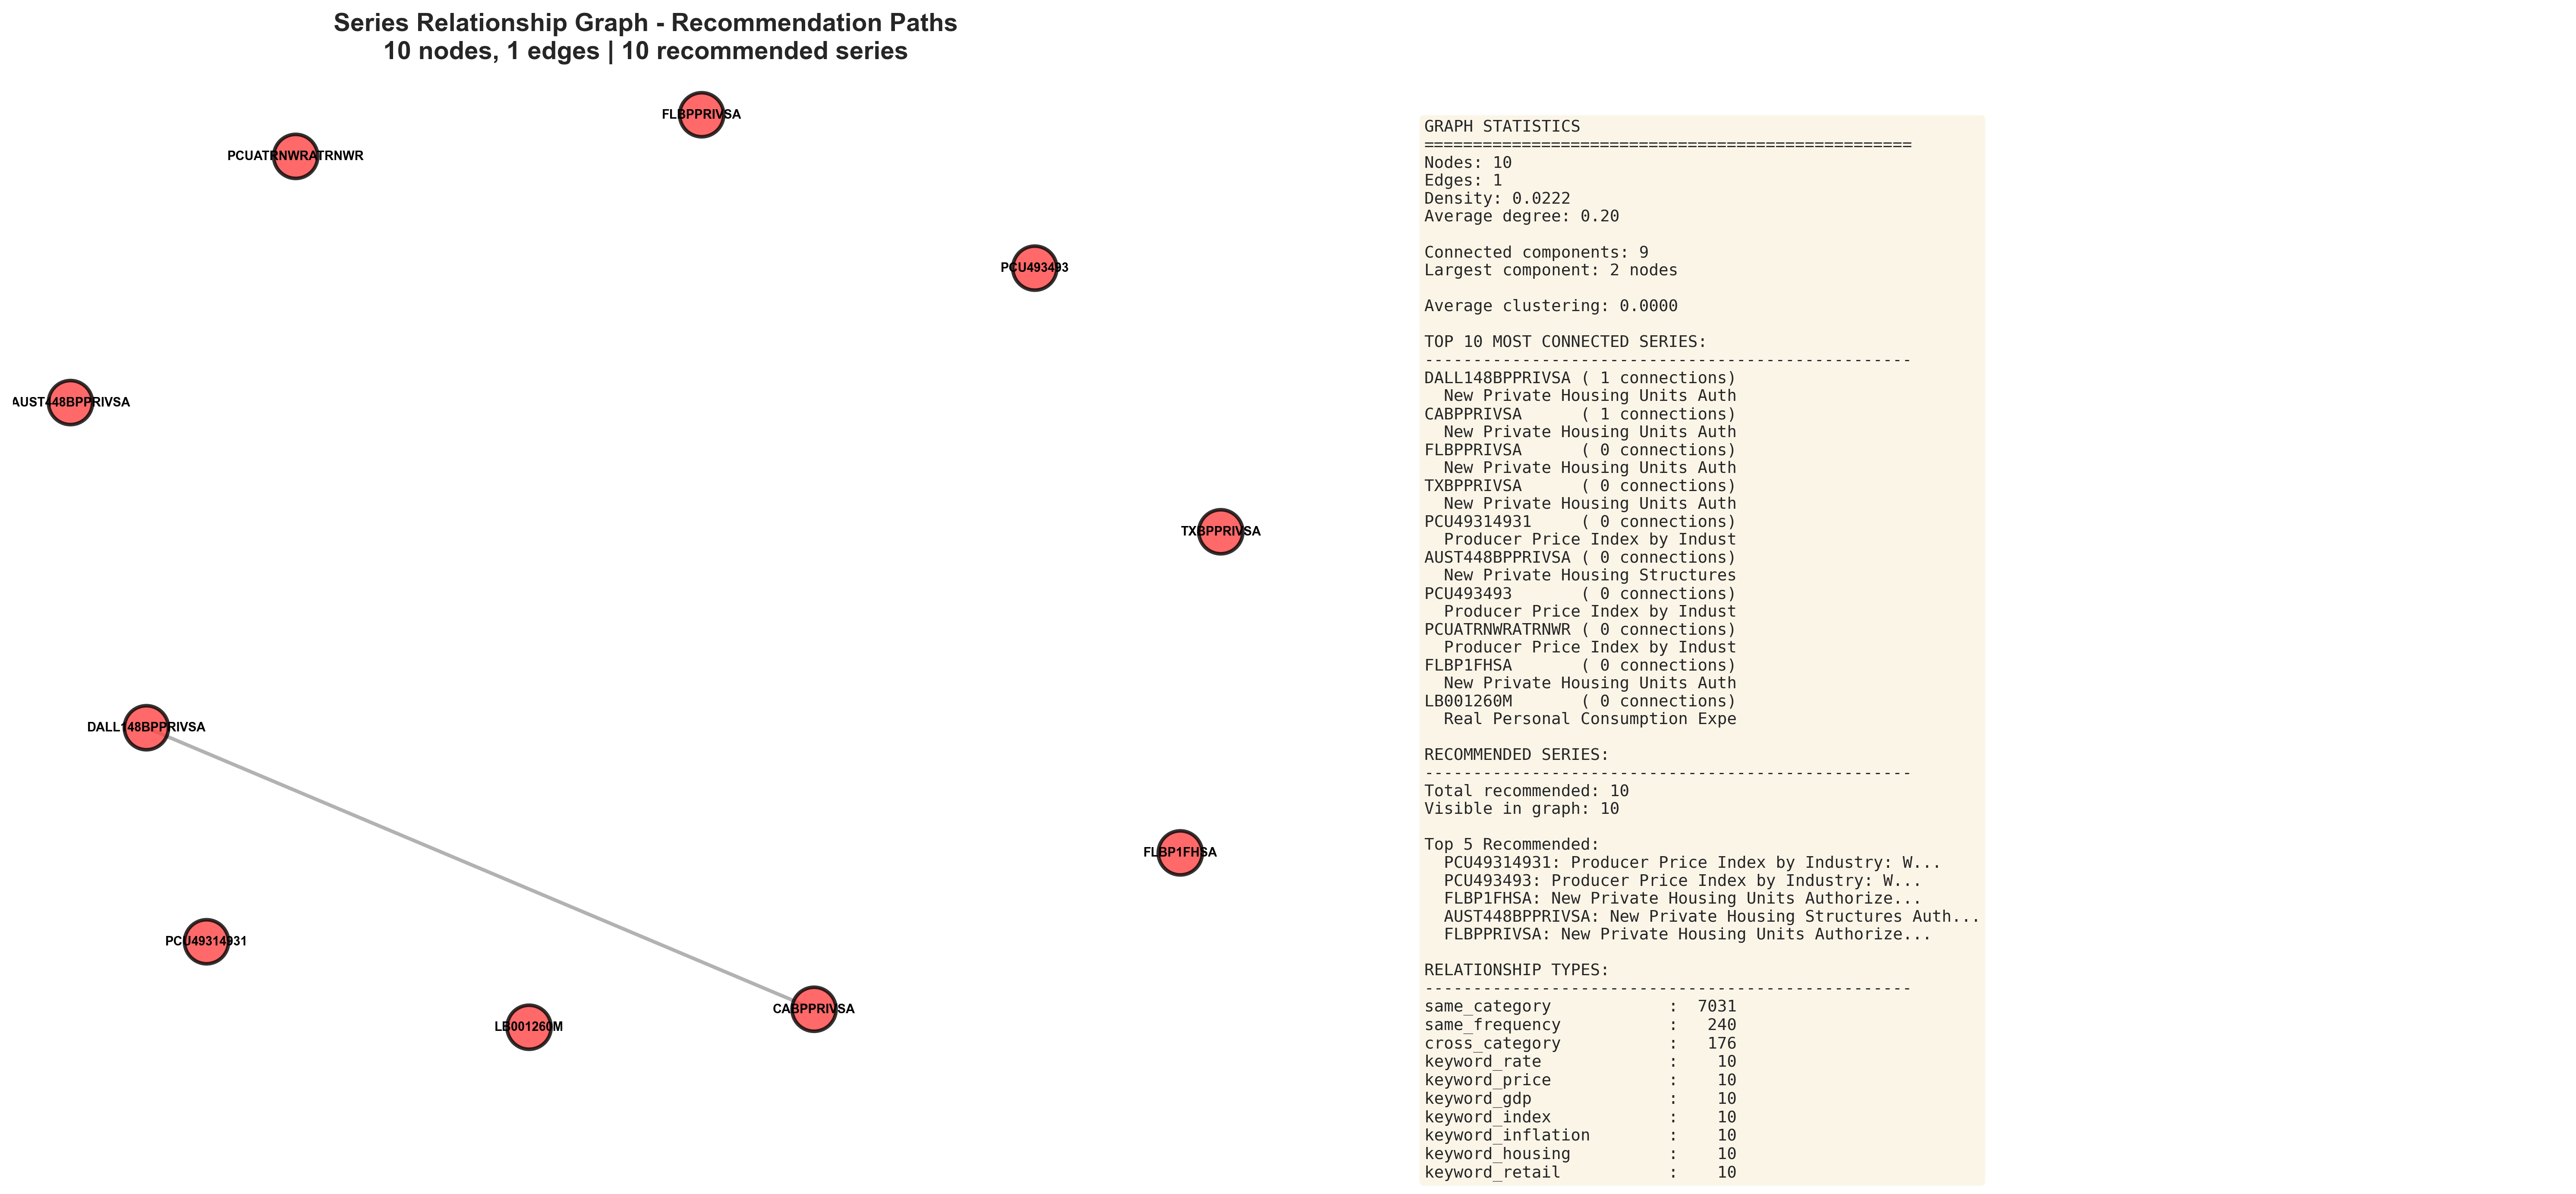 Series Relationship Graph - Recommendation Paths
10 nodes, 1 edges | 10 recommended series
FLBPPRIVSA
PCUATRNWRATRNWR
PCU493493
AUST448BPPRIVSA
TXBPPRIVSA
DALL148BPPRIVSA
FLBP1FHSA
PCU49314931
CABPPRIVSA
LB001260M
GRAPH STATISTICS
==================================================
Nodes: 10
Edges: 1
Density: 0.0222
Average degree: 0.20
Connected components: 9
Largest component: 2 nodes
Average clustering: 0.0000
TOP 10 MOST CONNECTED SERIES:
--------------------------------------------------
DALL148BPPRIVSA ( 1 connections)
New Private Housing Units Auth
CABPPRIVSA ( 1 connections)
New Private Housing Units Auth
FLBPPRIVSA ( 0 connections)
New Private Housing Units Auth
TXBPPRIVSA ( 0 connections)
New Private Housing Units Auth
PCU49314931 ( 0 connections)
Producer Price Index by Indust
AUST448BPPRIVSA ( 0 connections)
New Private Housing Structures
PCU493493 ( 0 connections)
Producer Price Index by Indust
PCUATRNWRATRNWR ( 0 connections)
Producer Price Index by Indust
FLBP1FHSA ( 0 connections)
New Private Housing Units Auth
LB001260M ( 0 connections)
Real Personal Consumption Expe
RECOMMENDED SERIES:
--------------------------------------------------
Total recommended: 10
Visible in graph: 10
Top 5 Recommended:
PCU49314931: Producer Price Index by Industry: W...
PCU493493: Producer Price Index by Industry: W...
FLBP1FHSA: New Private Housing Units Authorize...
AUST448BPPRIVSA: New Private Housing Structures Auth...
FLBPPRIVSA: New Private Housing Units Authorize...
RELATIONSHIP TYPES:
--------------------------------------------------
same_category : 7031
same_frequency : 240
cross_category : 176
keyword_rate : 10
keyword_price : 10
keyword_gdp : 10
keyword_index : 10
keyword_inflation : 10
keyword_housing : 10
keyword_retail : 10